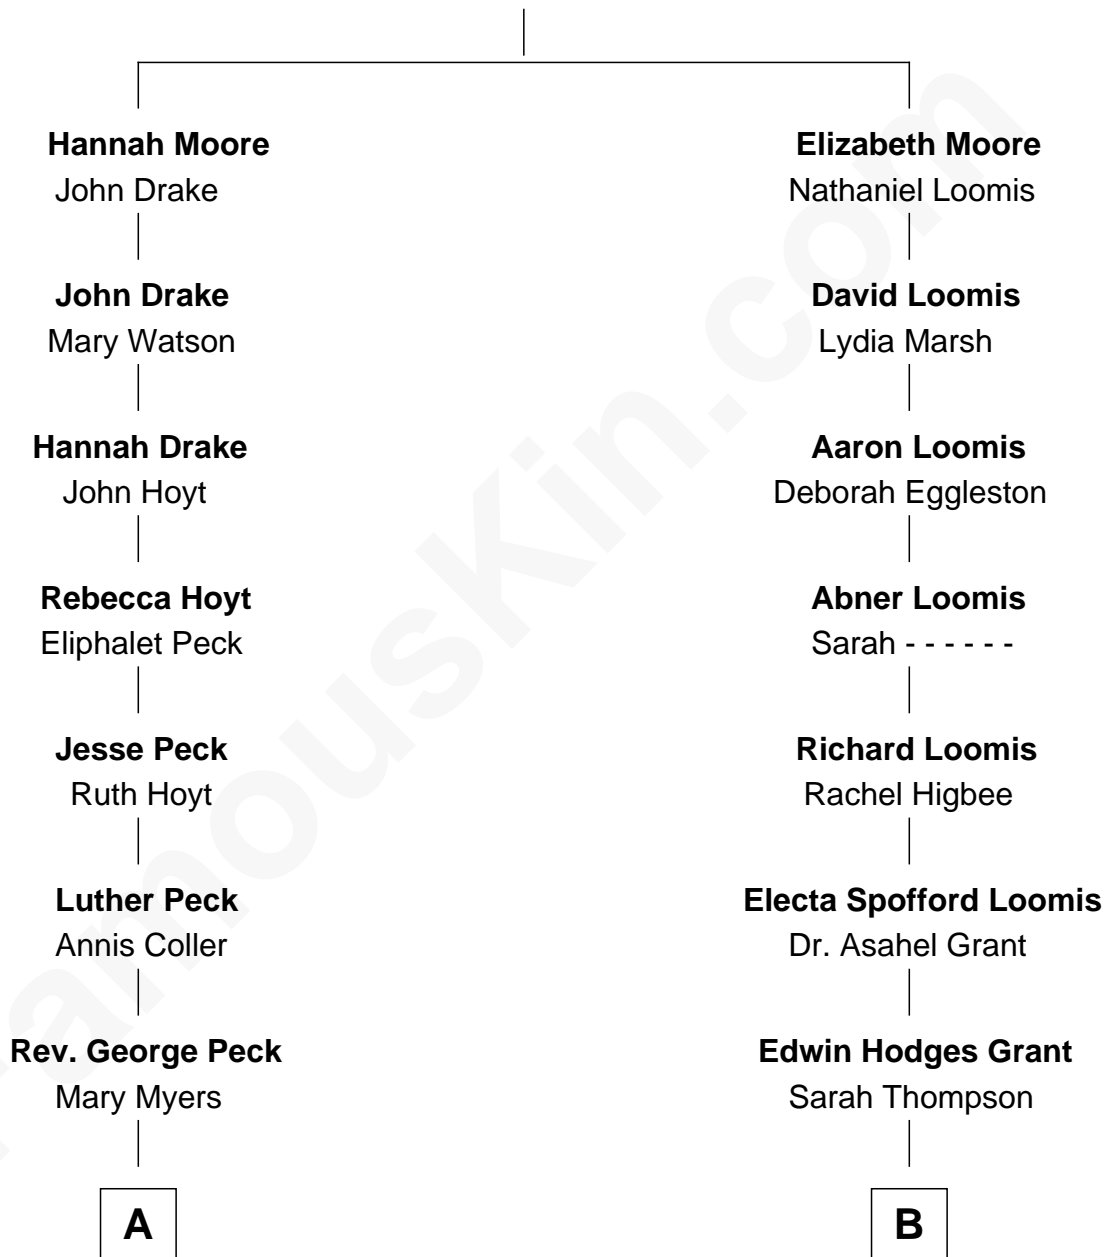 Hannah Moore
John Drake
Elizabeth Moore
Nathaniel Loomis
John Drake
Mary Watson
David Loomis
Lydia Marsh
Hannah Drake
John Hoyt
Aaron Loomis
Deborah Eggleston
Rebecca Hoyt
Eliphalet Peck
Abner Loomis
Sarah - - - - - -
Jesse Peck
Ruth Hoyt
Richard Loomis
Rachel Higbee
Luther Peck
Annis Coller
Electa Spofford Loomis
Dr. Asahel Grant
Rev. George Peck
Mary Myers
Edwin Hodges Grant
Sarah Thompson
A
B
FamousKin.com